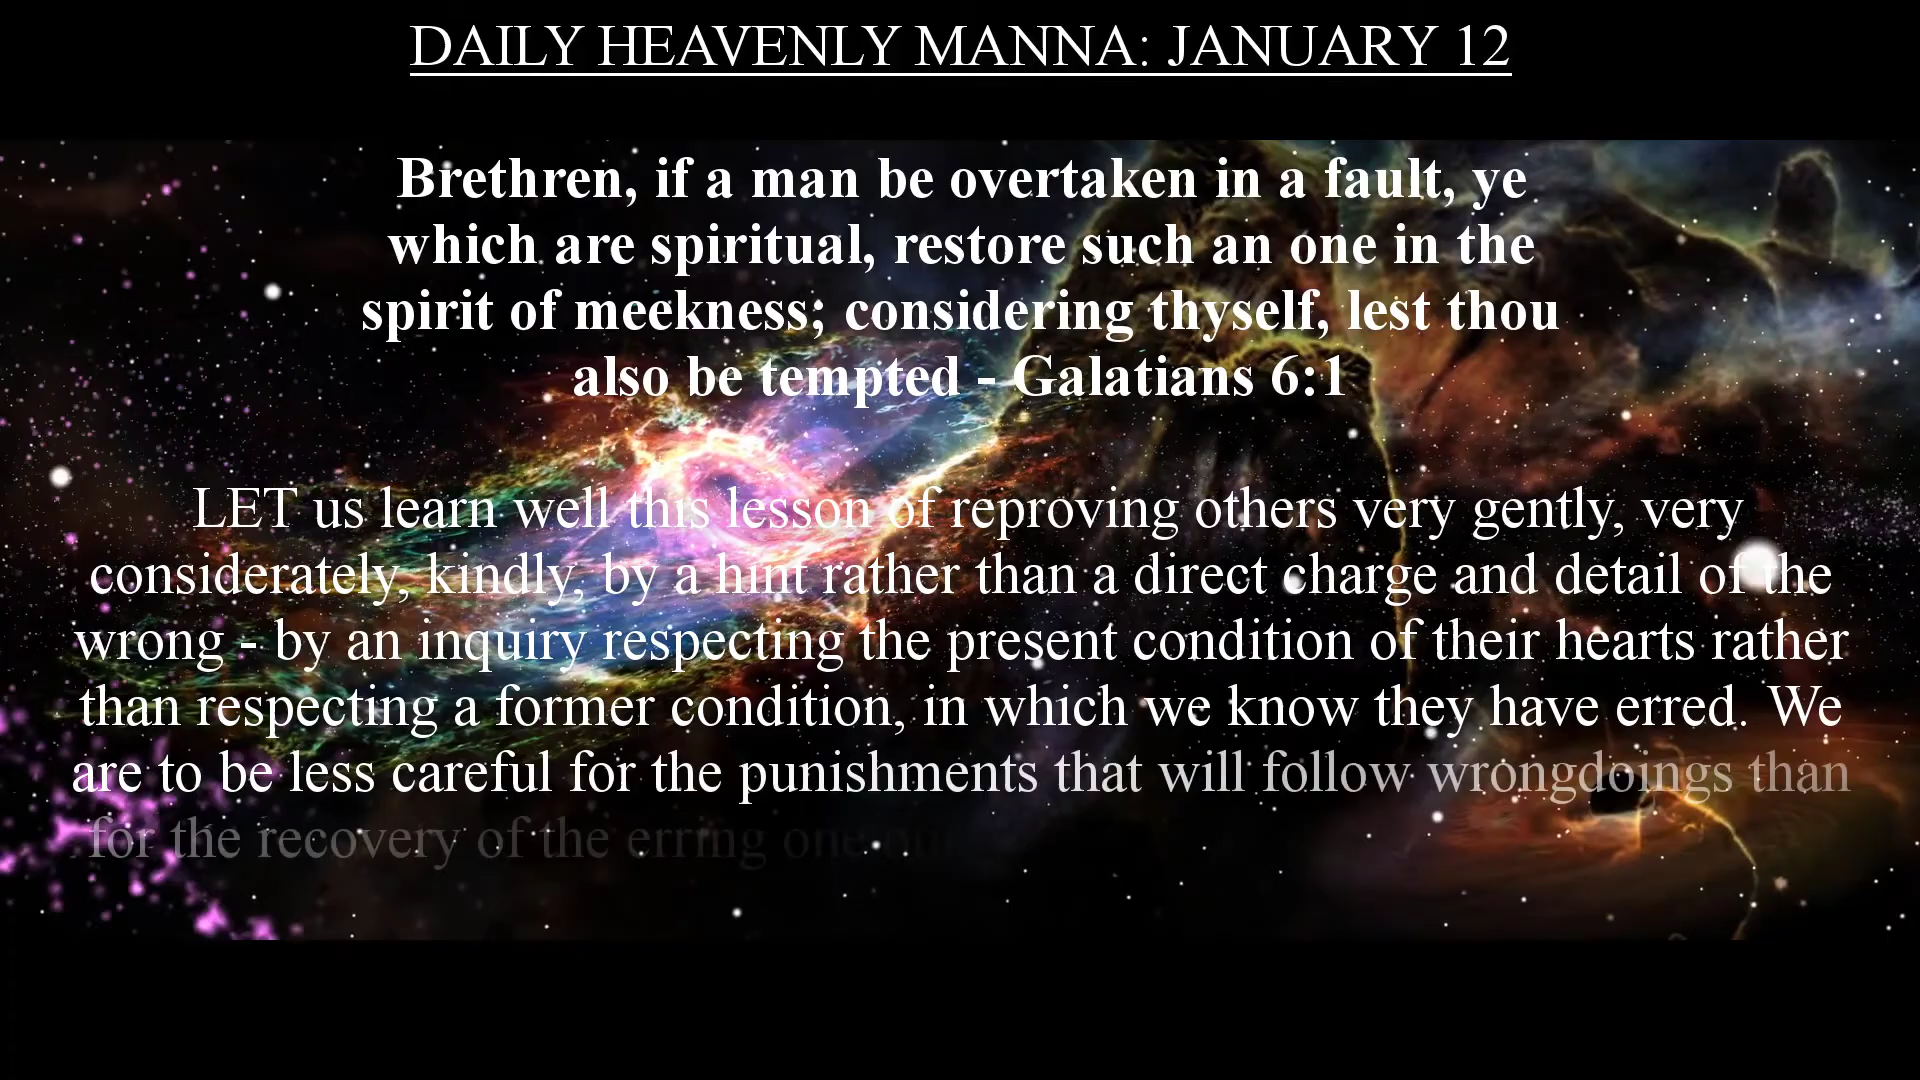 DAILY HEAVENLY MANNA: JANUARY 12
Brethren, if a man be overtaken in a fault, ye
which are spiritual, restore such an one in the
spirit of meekness; considering thyself, lest thou
also be tempted - Galatians 6:1
LET us learn well this lesson of reproving others very gently, very
considerately, kindly, by a hint rather than a direct charge and detail of the
wrong - by an inquiry respecting the present condition of their hearts rather
than respecting a former condition, in which we know they have erred. We
are to be less careful for the punishments that will follow wrongdoings than
for the recovery of the erring one